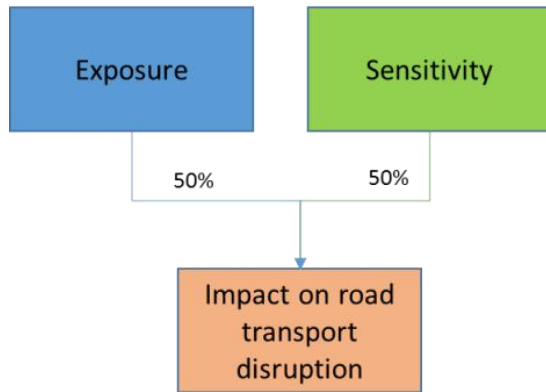 Exposure
Sensitivity
50%
50%
Impact on road
transport
disruption